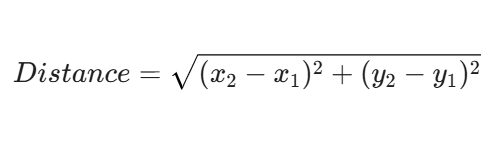 Distance = √(x₂ − x₁)² + (y₂ − y₁)²